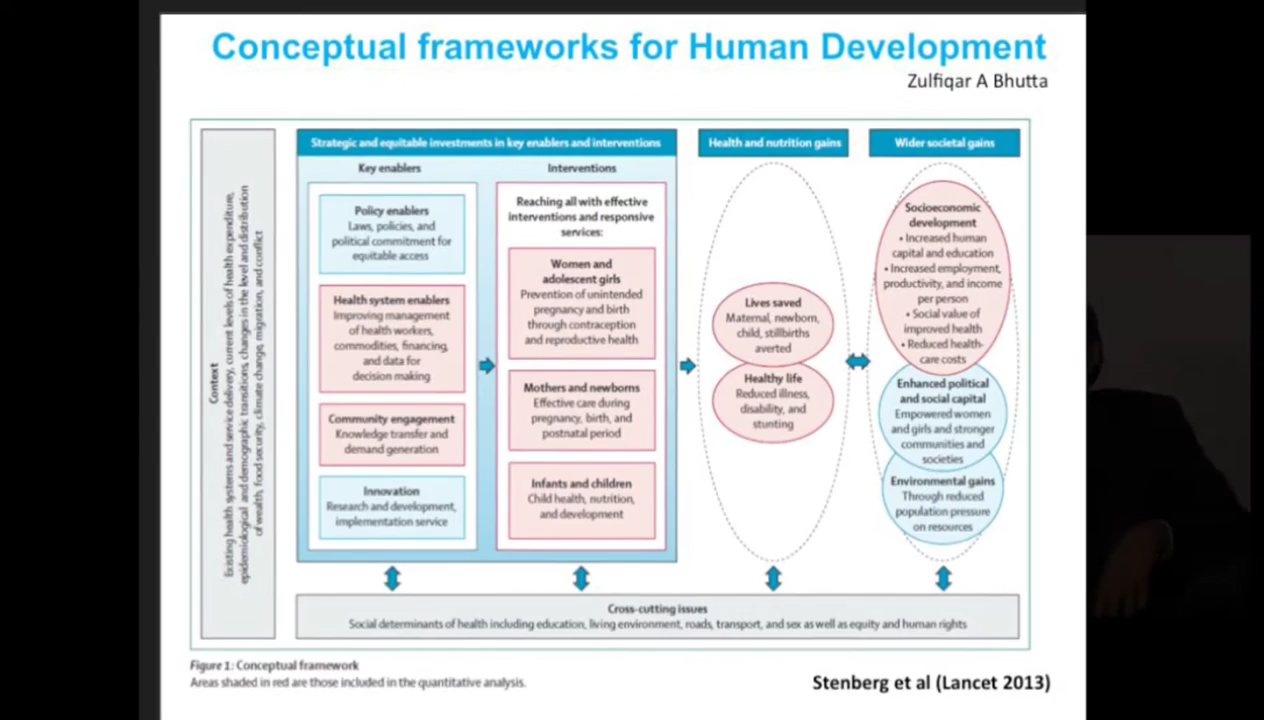 Conceptual frameworks for Human Development
Zulfiqar A Bhutta
Context
Existing health systems and service delivery, current levels of health expenditure,
epidemiological and demographic transitions, changes in the level and distribution
of wealth, food security, climate change, migration, and conflict
Strategic and equitable investments in key enablers and interventions
Key enablers
Policy enablers
Laws, policies, and
political commitment for
equitable access
Health system enablers
Improving management
of health workers,
commodities, financing,
and data for
decision making
Community engagement
Knowledge transfer and
demand generation
Innovation
Research and development,
implementation service
Interventions
Reaching all with effective
interventions and responsive
services:
Women and
adolescent girls
Prevention of unintended
pregnancy and birth
through contraception
and reproductive health
Mothers and newborns
Effective care during
pregnancy, birth, and
postnatal period
Infants and children
Child health, nutrition,
and development
Health and nutrition gains
Lives saved
Maternal, newborn,
child, stillbirths
averted
Healthy life
Reduced illness,
disability, and
stunting
Wider societal gains
Socioeconomic
development
• Increased human
capital and education
• Increased employment,
productivity, and income
per person
• Social value of
improved health
• Reduced health-
care costs
Enhanced political
and social capital
Empowered women
and girls and stronger
communities and
societies
Environmental gains
Through reduced
population pressure
on resources
Cross-cutting issues
Social determinants of health including education, living environment, roads, transport, and sex as well as equity and human rights
Figure 1: Conceptual framework
Areas shaded in red are those included in the quantitative analysis.
Stenberg et al (Lancet 2013)